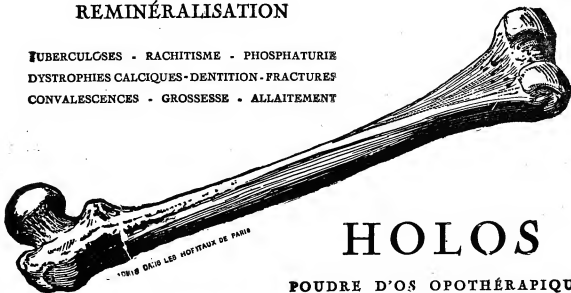 REMINÉRALISATION
TUBERCULOSES - RACHITISME - PHOSPHATURIE
DYSTROPHIES CALCIQUES - DENTITION - FRACTURES
CONVALESCENCES - GROSSESSE - ALLAITEMENT
DANS LES HOPITAUX DE PARIS
HOLOS
POUDRE D'OS OPOTHÉRAPIQU